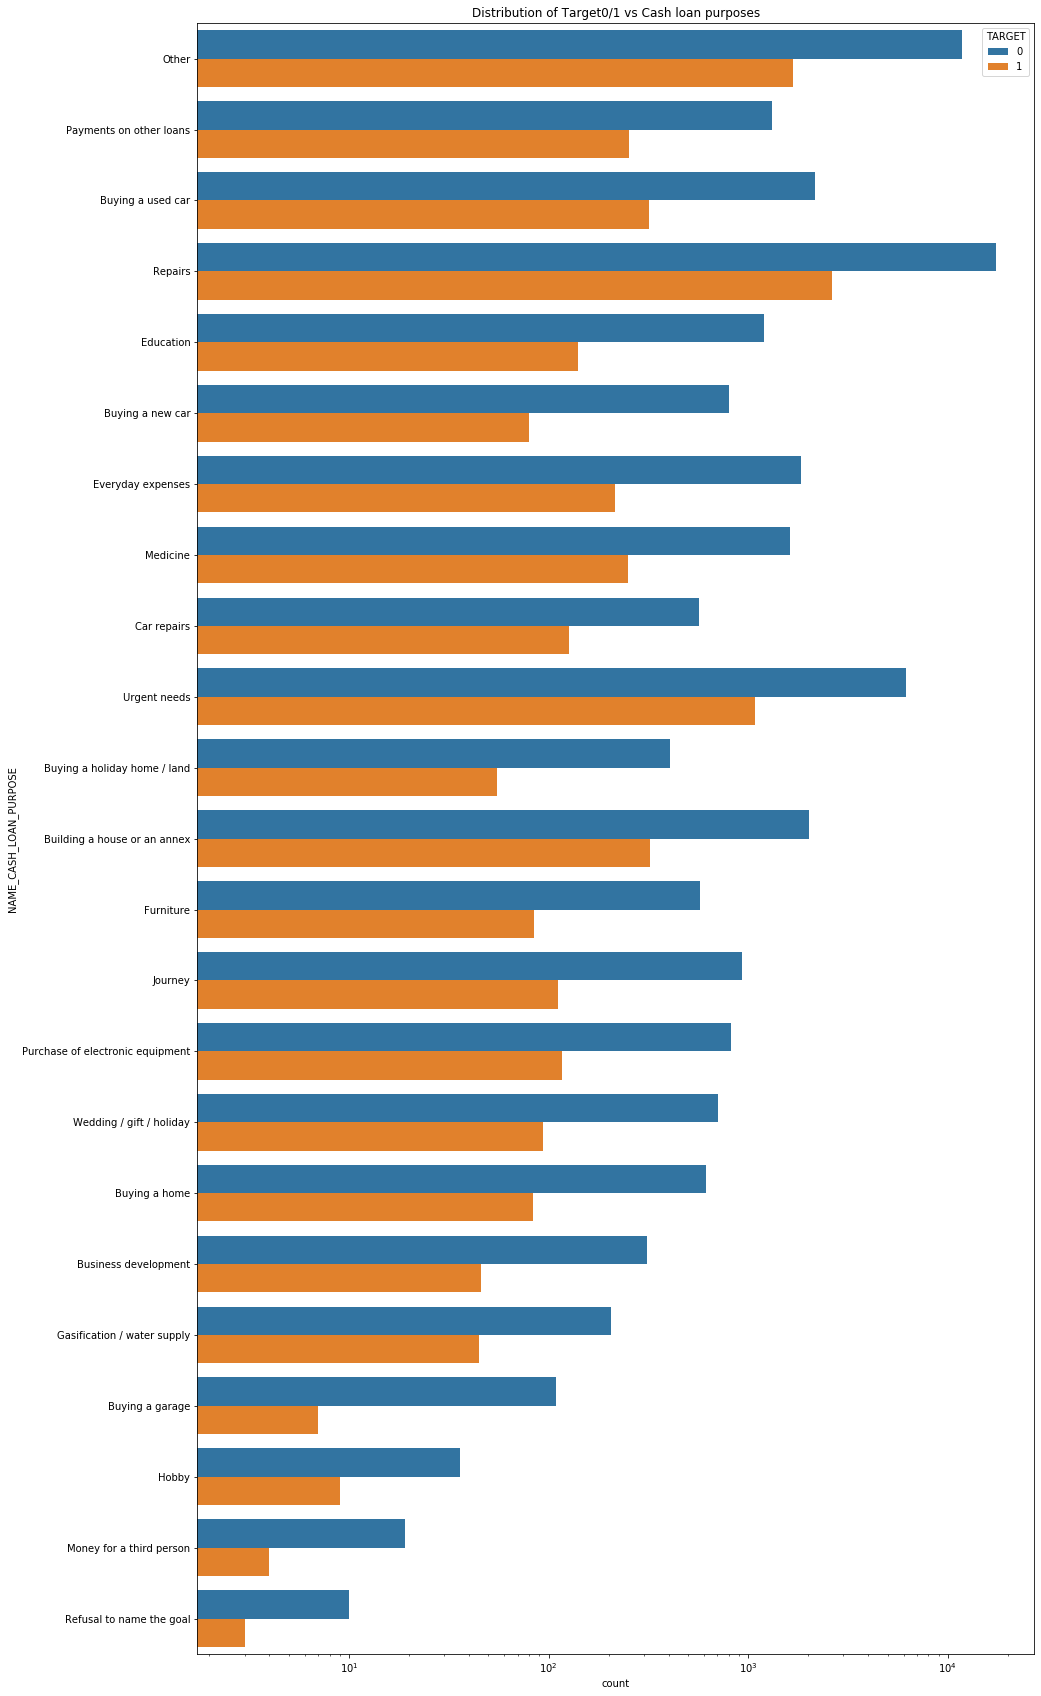 Distribution of Target0/1 vs Cash loan purposes
TARGET
0
1
NAME_CASH_LOAN_PURPOSE
Other
Payments on other loans
Buying a used car
Repairs
Education
Buying a new car
Everyday expenses
Medicine
Car repairs
Urgent needs
Buying a holiday home / land
Building a house or an annex
Furniture
Journey
Purchase of electronic equipment
Wedding / gift / holiday
Buying a home
Business development
Gasification / water supply
Buying a garage
Hobby
Money for a third person
Refusal to name the goal
10¹ 10² 10³ 10⁴
count